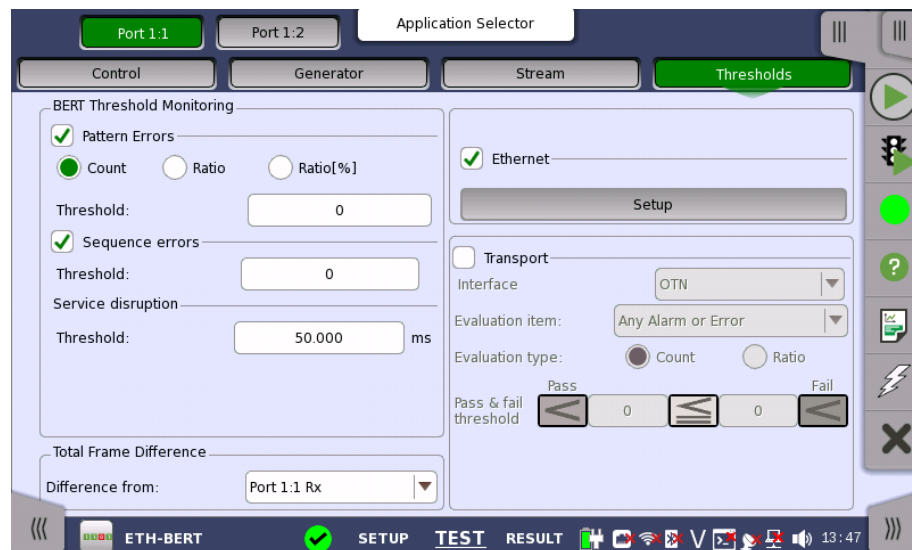 Application Selector
Port 1:1
Port 1:2
Control
Generator
Stream
Thresholds
BERT Threshold Monitoring
Pattern Errors
Count
Ratio
Ratio[%]
Threshold:
0
Sequence errors
Threshold:
0
Service disruption
Threshold:
50.000
ms
Total Frame Difference
Difference from:
Port 1:1 Rx
Ethernet
Setup
Transport
Interface
OTN
Evaluation item:
Any Alarm or Error
Evaluation type:
Count
Ratio
Pass
Fail
Pass & fail
threshold
<
0
≦
0
<
?
ETH-BERT
SETUP
TEST
RESULT
V
13:47